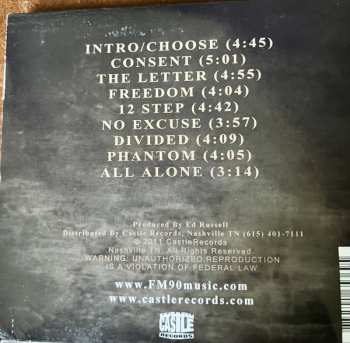 INTRO/CHOOSE (4:45)
CONSENT (5:01)
THE LETTER (4:55)
FREEDOM (4:04)
12 STEP (4:42)
NO EXCUSE (3:57)
DIVIDED (4:09)
PHANTOM (4:05)
ALL ALONE (3:14)
Produced By Ed Russell
Distributed By Castle Records, Nashville TN (615) 401-7111
© 2011 CastleRecords
Nashville TN. All Rights Reserved
WARNING: UNAUTHORIZED REPRODUCTION
IS A VIOLATION OF FEDERAL LAW
www.FM90music.com
www.castlerecords.com
CASTLE
RECORDS